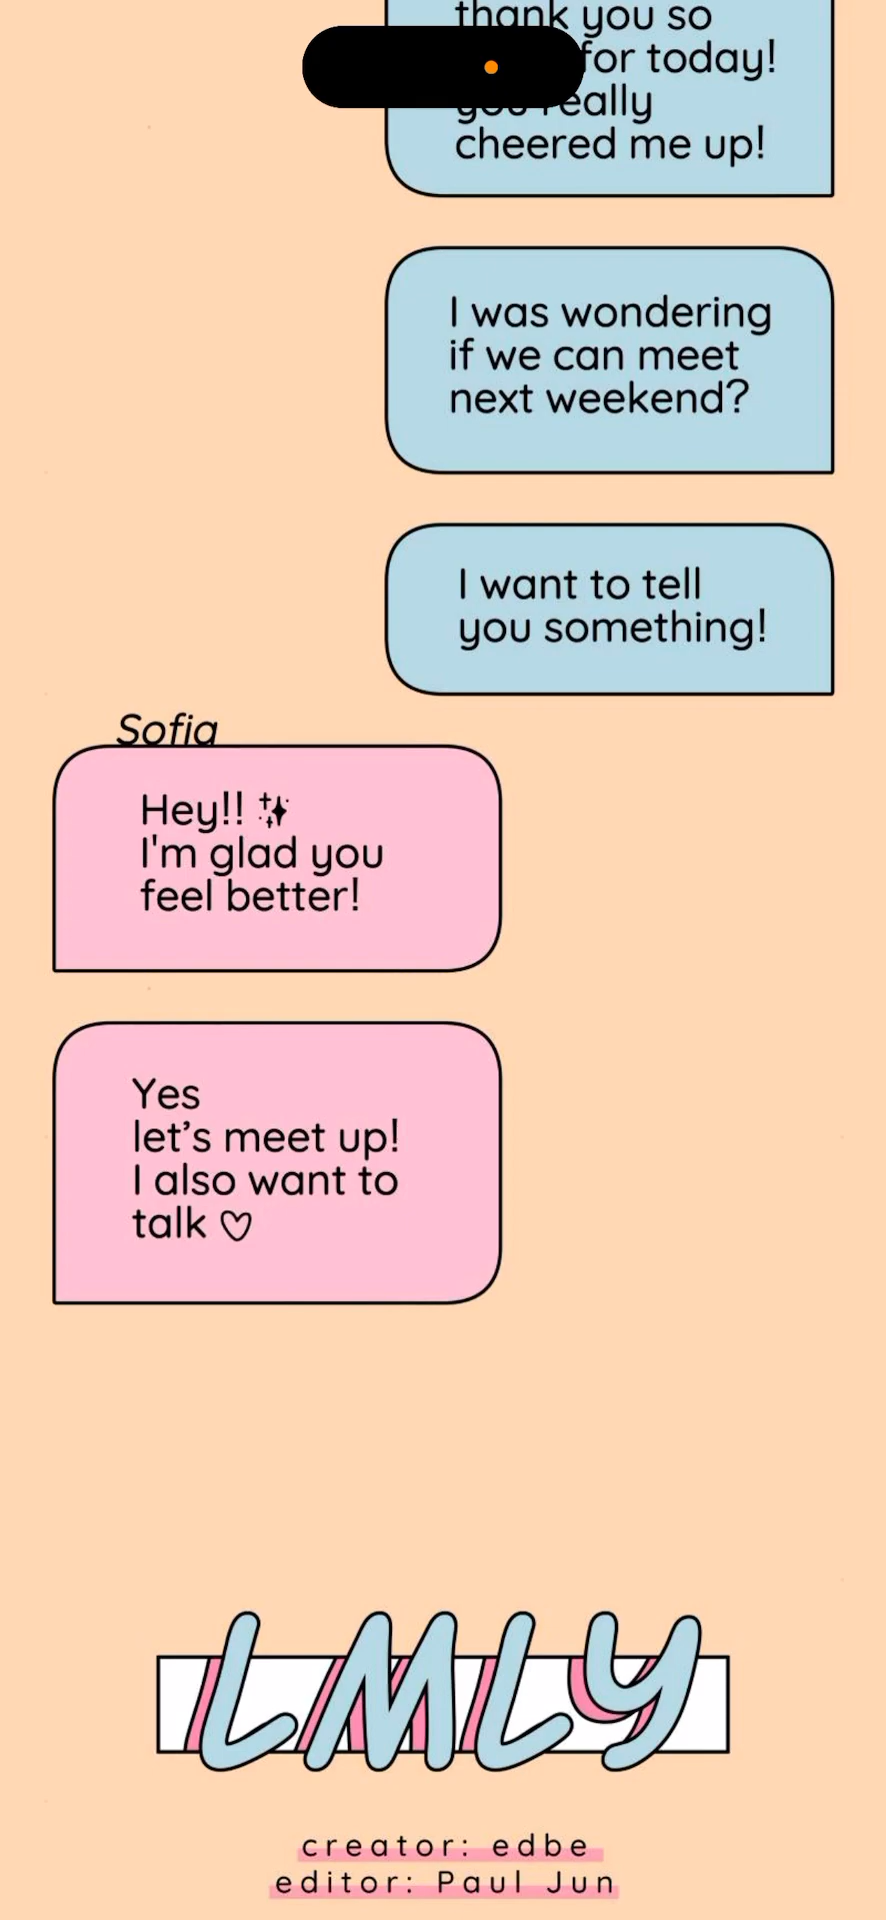 thank you so
for today!
really
cheered me up!
I was wondering
if we can meet
next weekend?
I want to tell
you something!
Sofia
Hey!!
I'm glad you
feel better!
Yes
let’s meet up!
I also want to
talk ♡
LMLY
creator: edbe
editor: Paul Jun